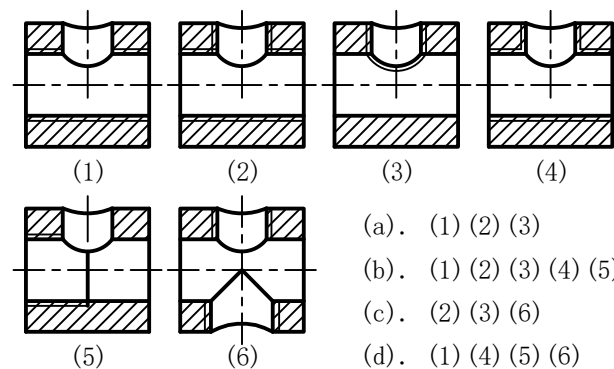 (1) (2) (3) (4)
(5) (6)
(a). (1)(2)(3)
(b). (1)(2)(3)(4)(5)
(c). (2)(3)(6)
(d). (1)(4)(5)(6)